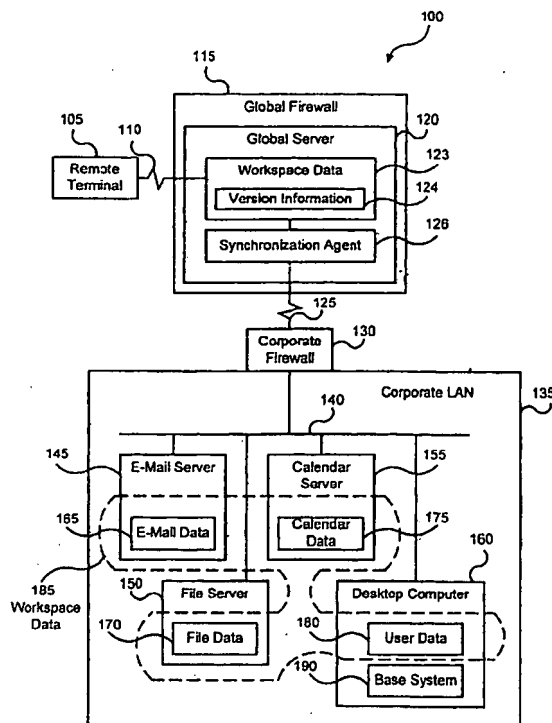 100
115
Global Firewall
120
Global Server
105
110
123
Workspace Data
Remote
Terminal
124
Version Information
126
Synchronization Agent
125
130
Corporate
Firewall
Corporate LAN
135
140
145
E-Mail Server
Calendar
Server
155
165
E-Mail Data
Calendar
Data
175
160
185
Workspace
Data
150
File Server
Desktop Computer
170
File Data
180
User Data
190
Base System